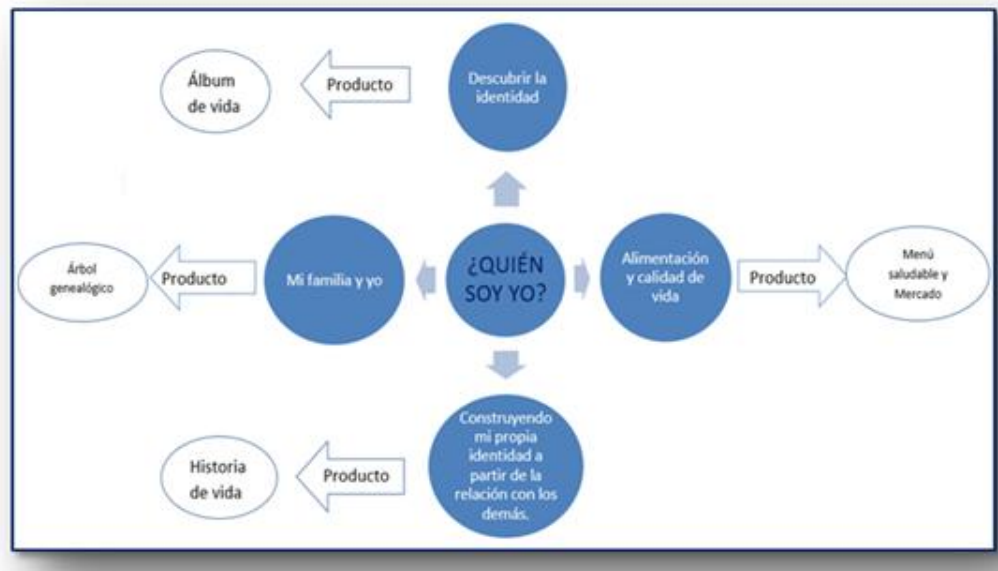 Álbum
de vida
Producto
Descubrir la
identidad
Árbol
genealógico
Producto
Mi familia y yo
¿QUIÉN
SOY YO?
Alimentación
y calidad de
vida
Producto
Menú
saludable y
Mercado
Historia
de vida
Producto
Construyendo
mi propia
identidad a
partir de la
relación con los
demás.